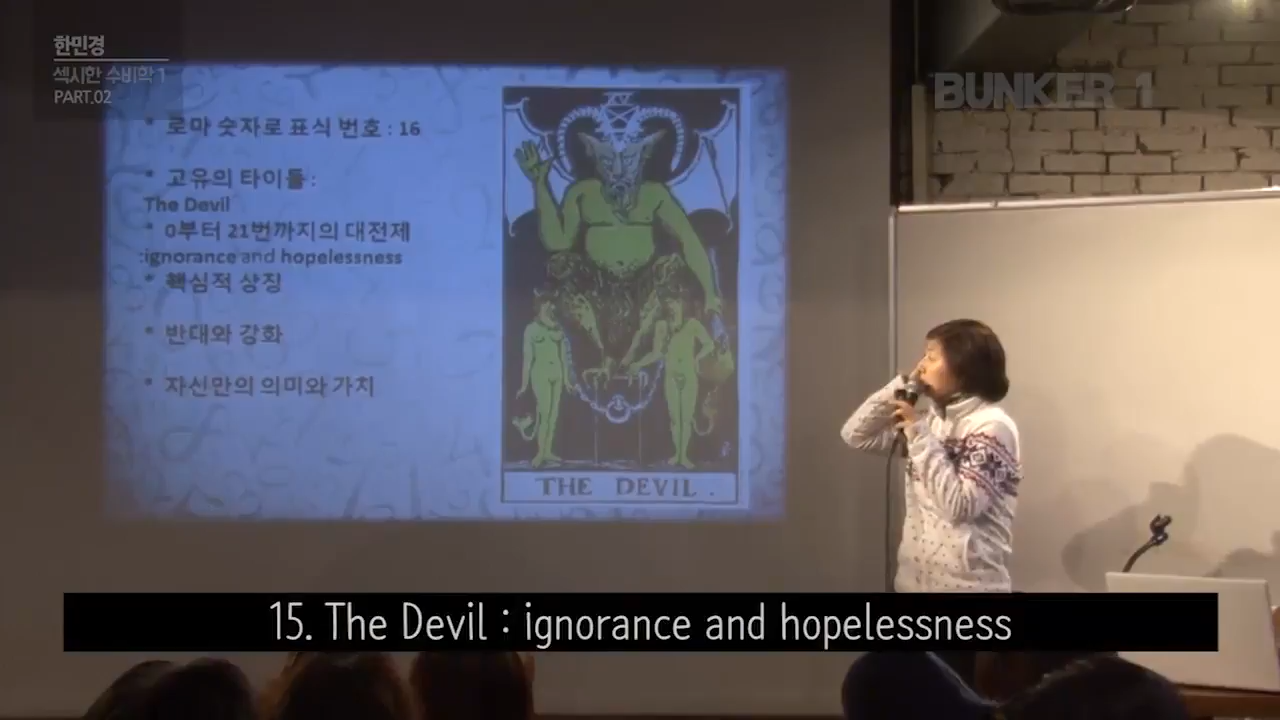 한민경
섹시한 수비학 1
PART.02
BUNKER 1
• 로마 숫자로 표식 번호 : 16
• 고유의 타이틀 :
The Devil
• 0부터 21번까지의 대전제
:ignorance and hopelessness
• 핵심적 상징
• 반대와 강화
• 자신만의 의미와 가치
XV
THE DEVIL .
15. The Devil : ignorance and hopelessness